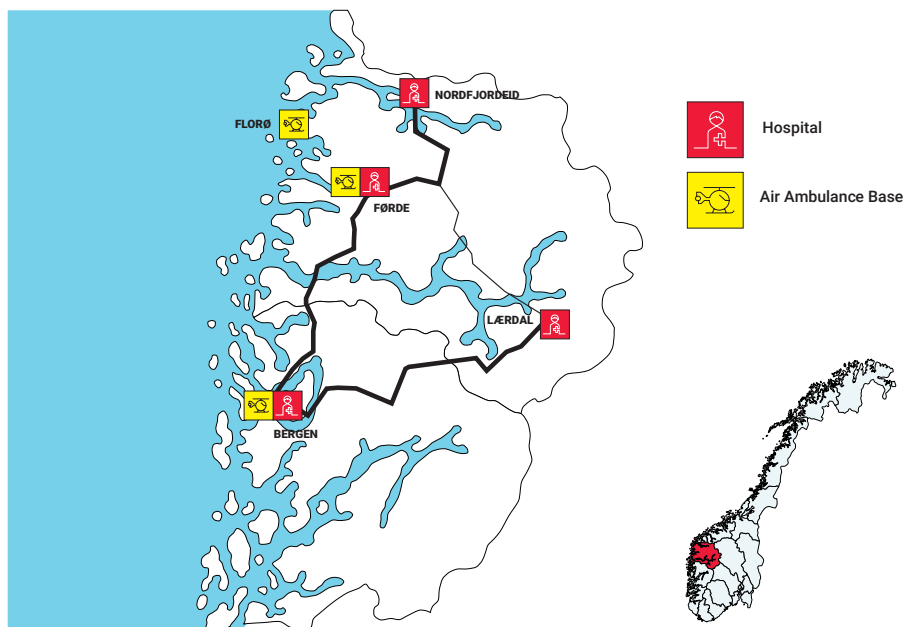 NORDFJORDEID
FLORØ
FØRDE
LÆRDAL
BERGEN
Hospital
Air Ambulance Base